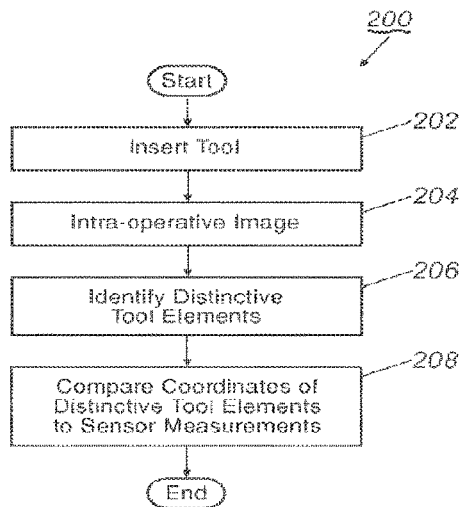 200
Start
Insert Tool
202
Intra-operative Image
204
Identify Distinctive
Tool Elements
206
Compare Coordinates of
Distinctive Tool Elements
to Sensor Measurements
208
End